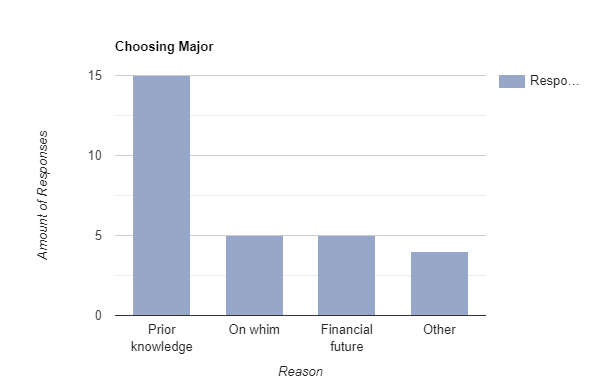 Choosing Major
Respo...
15
10
5
0
Amount of Responses
Prior knowledge
On whim
Financial future
Other
Reason